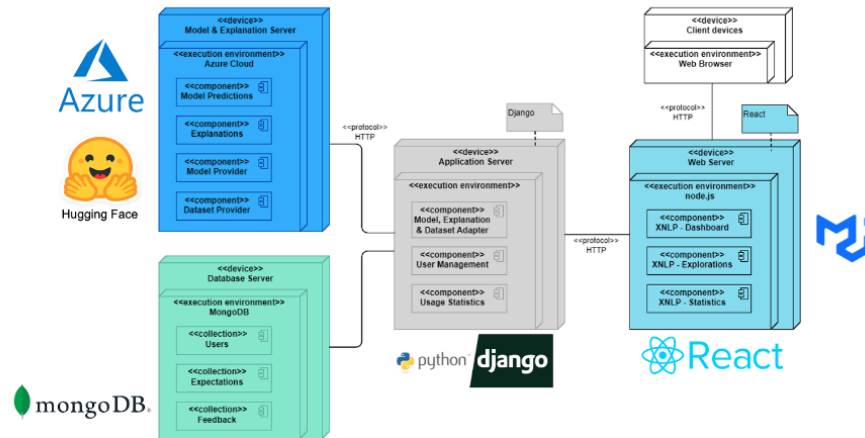 <<device>>
Model & Explanation Server
<<execution environment>>
Azure Cloud
<<component>>
Model Predictions
<<component>>
Explanations
<<component>>
Model Provider
<<component>>
Dataset Provider
Azure
Hugging Face
<<device>>
Database Server
<<execution environment>>
MongoDB
<<collection>>
Users
<<collection>>
Expectations
<<collection>>
Feedback
mongoDB.
<<protocol>>
HTTP
Django
<<device>>
Application Server
<<execution environment>>
<<component>>
Model, Explanation
& Dataset Adapter
<<component>>
User Management
<<component>>
Usage Statistics
python
django
<<protocol>>
HTTP
<<device>>
Client devices
<<execution environment>>
Web Browser
<<protocol>>
HTTP
React
<<device>>
Web Server
<<execution environment>>
node.js
<<component>>
XNLP - Dashboard
<<component>>
XNLP - Explorations
<<component>>
XNLP - Statistics
React